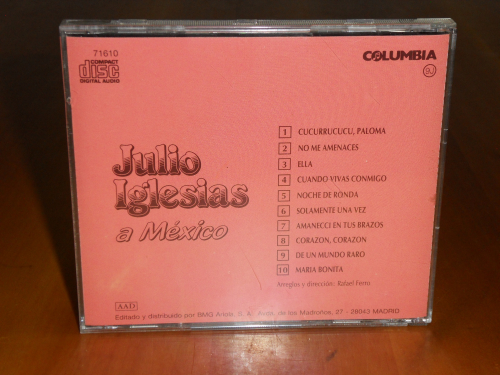 71610
COMPACT
disc
DIGITAL AUDIO
COLUMBIA
9J
Julio
Iglesias
a México
1 CUCURRUCUCU, PALOMA
2 NO ME AMENACES
3 ELLA
4 CUANDO VIVAS CONMIGO
5 NOCHE DE RONDA
6 SOLAMENTE UNA VEZ
7 AMANECCI EN TUS BRAZOS
8 CORAZON, CORAZON
9 DE UN MUNDO RARO
10 MARIA BONITA
Arreglos y dirección: Rafael Ferro
AAD
Editado y distribuido por BMG Ariola, S. A. Avda. de los Madroños, 27 - 28043 MADRID